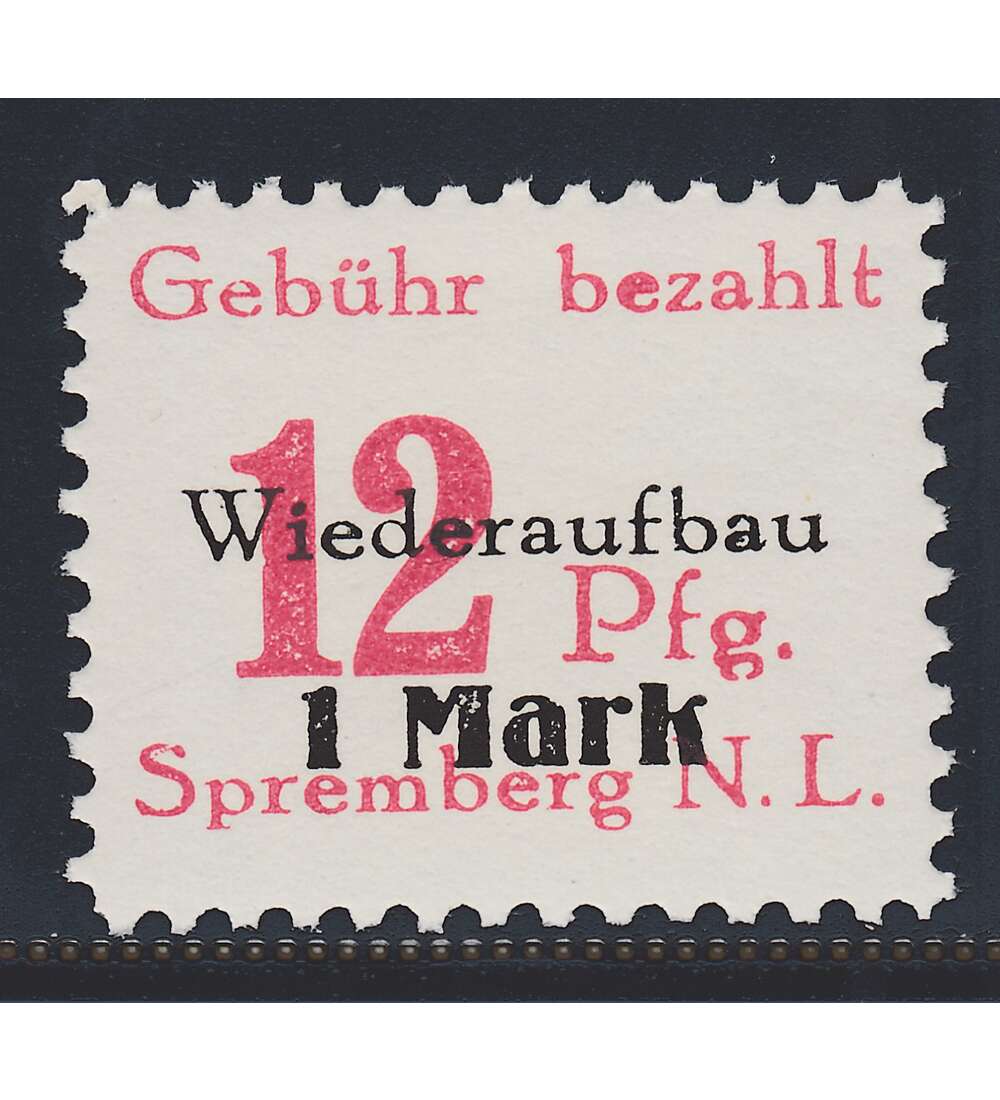 Gebühr bezahlt
12 Pfg.
Wiederaufbau
1 Mark
Spremberg N. L.